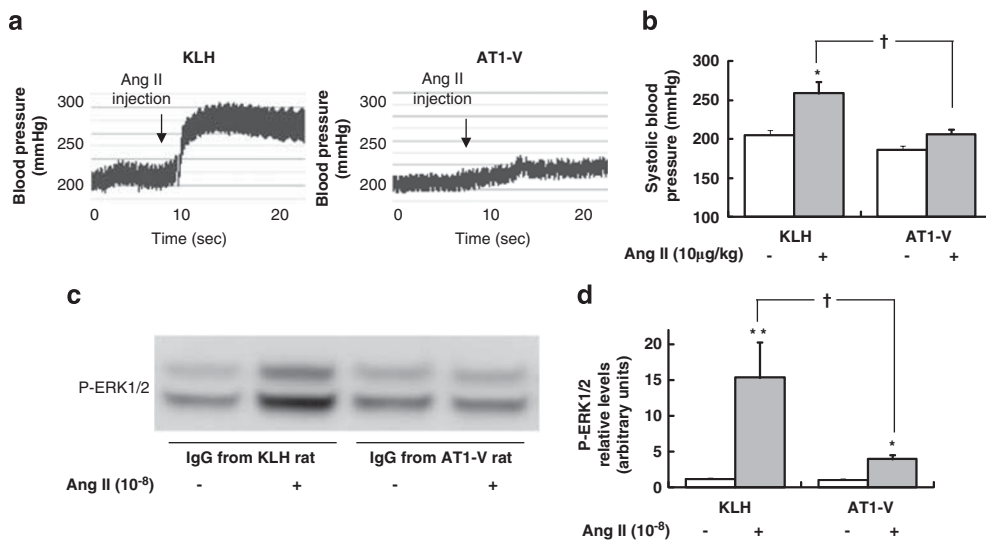 a
KLH
Ang II
injection
Blood pressure
(mmHg)
300
250
200
0
10
20
Time (sec)
AT1-V
Ang II
injection
Blood pressure
(mmHg)
300
250
200
0
10
20
Time (sec)
b
†
*
Systolic blood
pressure (mmHg)
300
250
200
150
100
KLH
AT1-V
Ang II (10µg/kg)
-
+
-
+
c
P-ERK1/2
IgG from KLH rat
IgG from AT1-V rat
Ang II (10-8)
-
+
-
+
d
†
**
*
P-ERK1/2
relative levels
(arbitrary units)
20
15
10
5
0
KLH
AT1-V
Ang II (10-8)
-
+
-
+